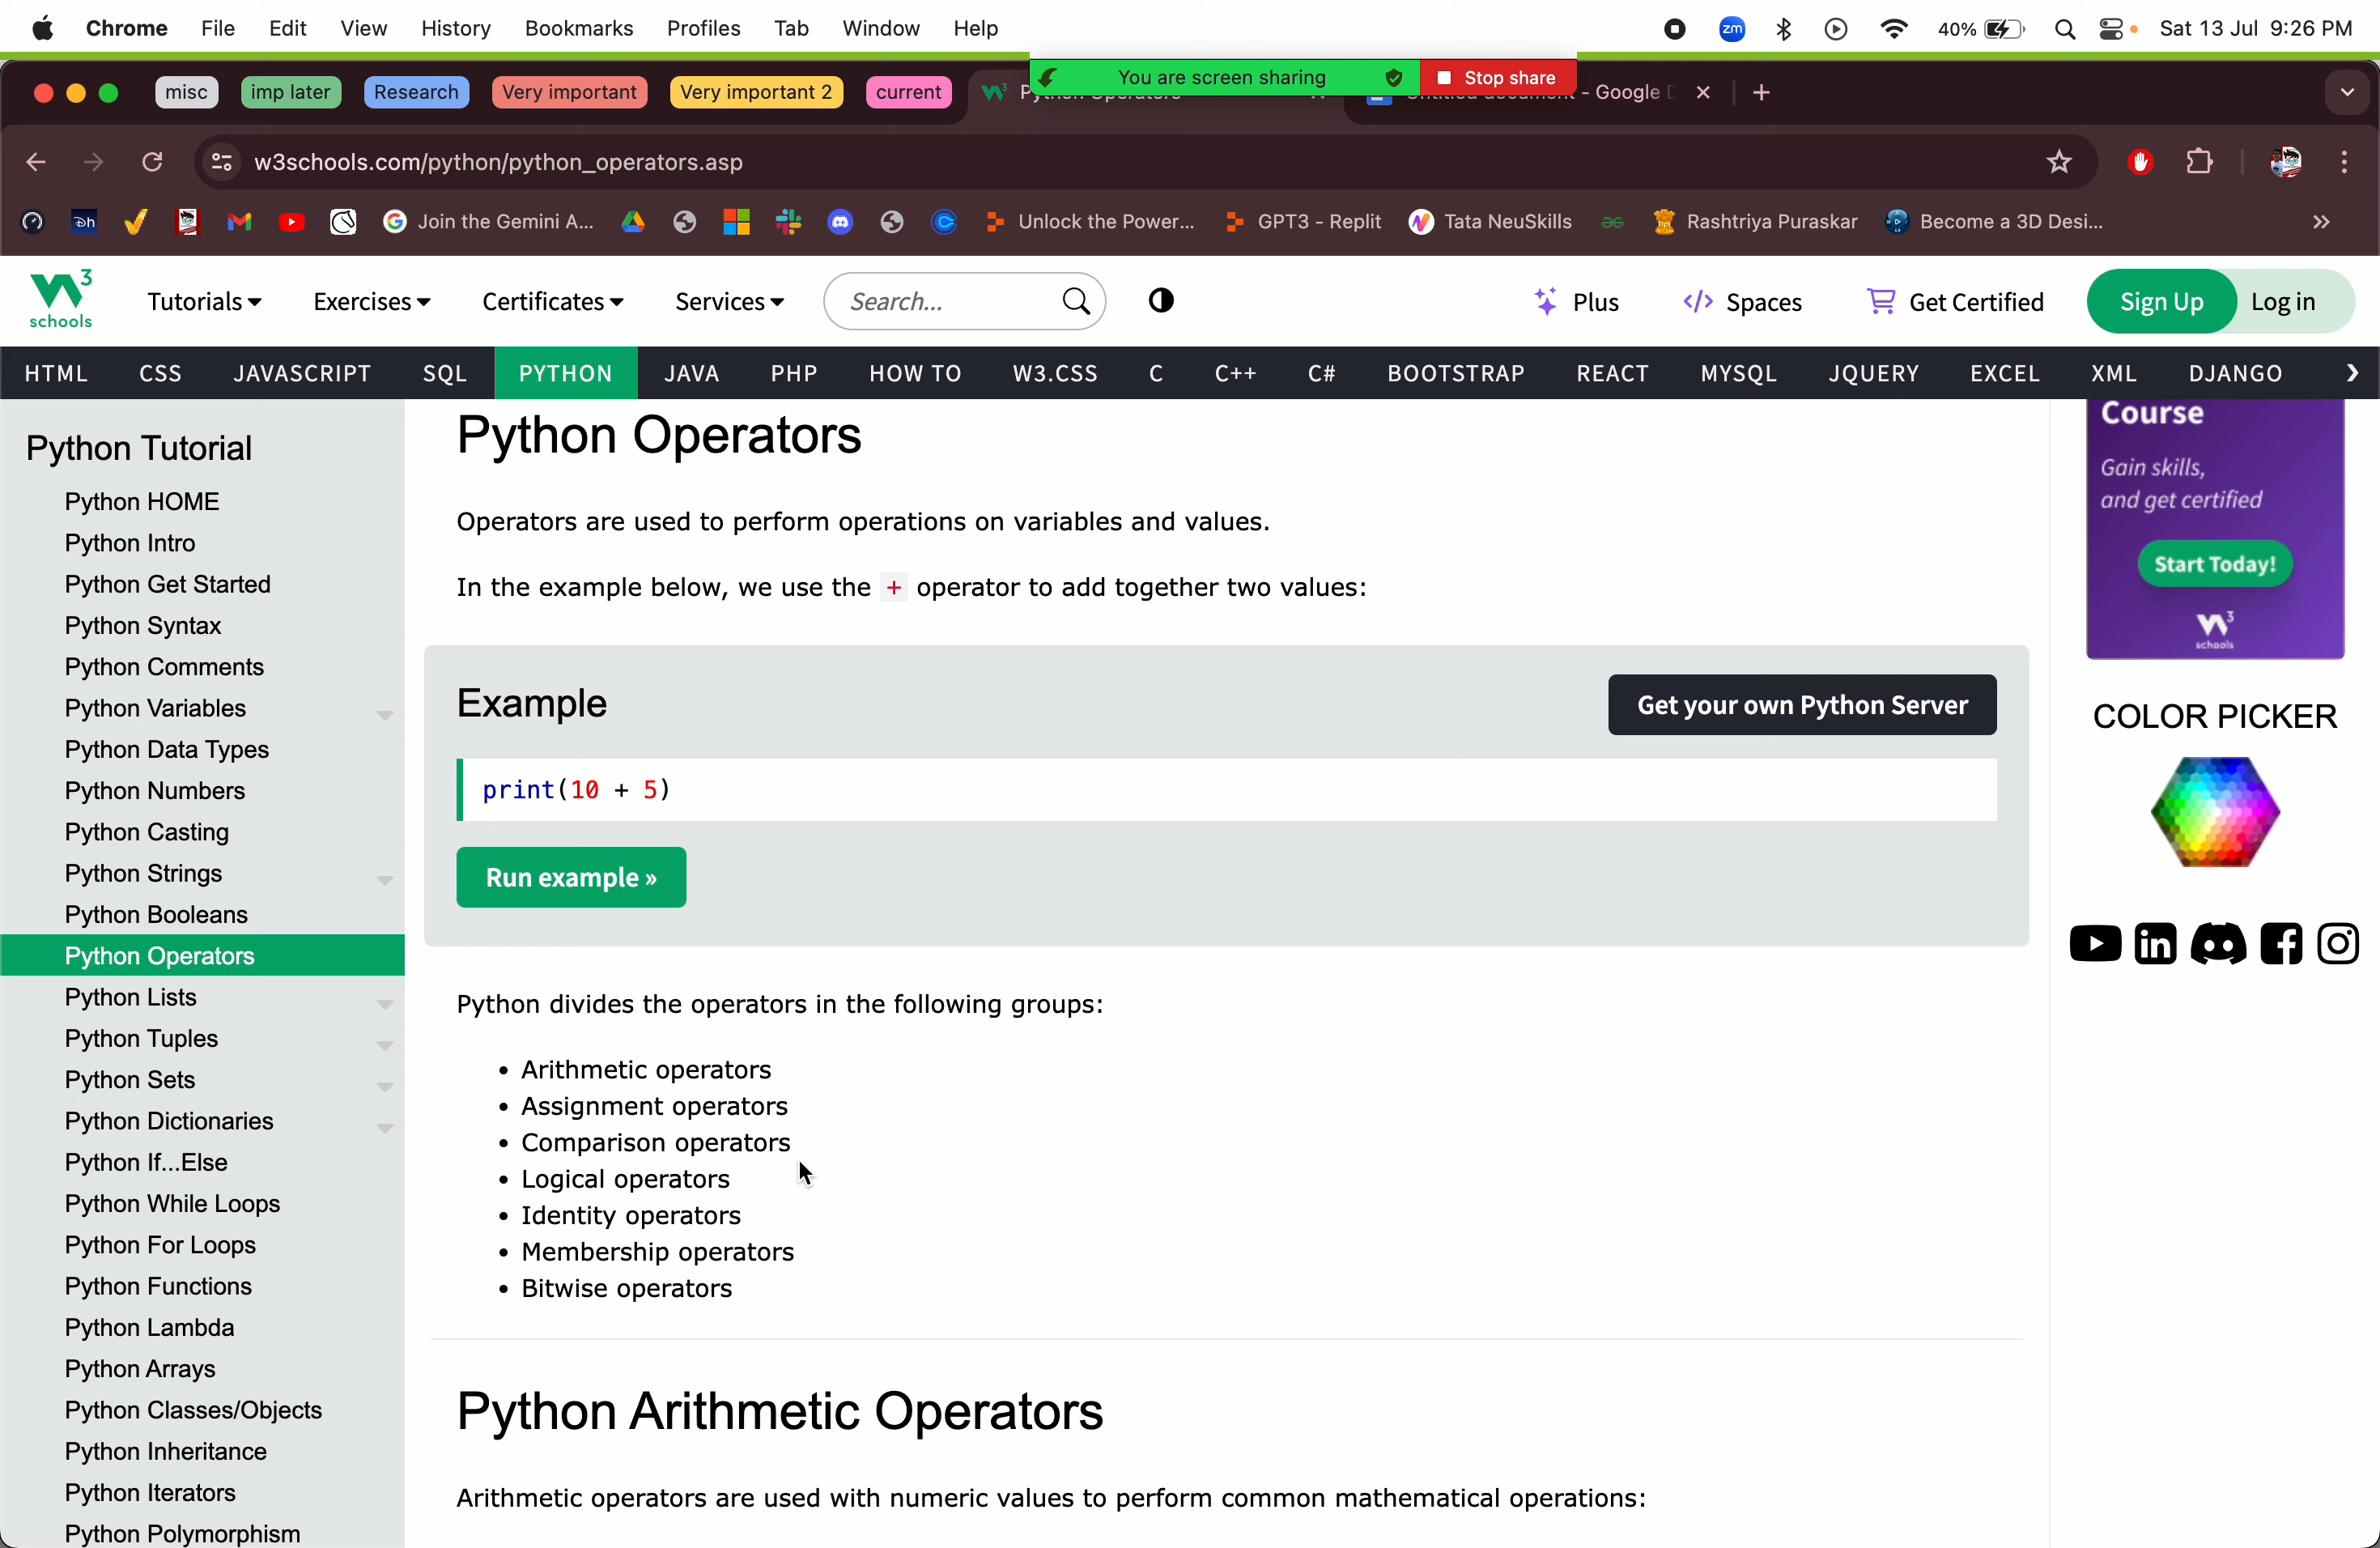 Chrome File Edit View History Bookmarks Profiles Tab Window Help zm 40% Sat 13 Jul 9:26 PM
You are screen sharing Stop share
misc imp later Research Very important Very important 2 current - Google
w3schools.com/python/python_operators.asp
Join the Gemini A... Unlock the Power... GPT3 - Replit Tata NeuSkills Rashtriya Puraskar Become a 3D Desi...
W3 schools Tutorials Exercises Certificates Services Search... Plus Spaces Get Certified Sign Up Log in
HTML CSS JAVASCRIPT SQL PYTHON JAVA PHP HOW TO W3.CSS C C++ C# BOOTSTRAP REACT MYSQL JQUERY EXCEL XML DJANGO
Python Tutorial
Python HOME
Python Intro
Python Get Started
Python Syntax
Python Comments
Python Variables
Python Data Types
Python Numbers
Python Casting
Python Strings
Python Booleans
Python Operators
Python Lists
Python Tuples
Python Sets
Python Dictionaries
Python If...Else
Python While Loops
Python For Loops
Python Functions
Python Lambda
Python Arrays
Python Classes/Objects
Python Inheritance
Python Iterators
Python Polymorphism
Python Operators
Operators are used to perform operations on variables and values.
In the example below, we use the + operator to add together two values:
Example
Get your own Python Server
print(10 + 5)
Run example »
Python divides the operators in the following groups:
• Arithmetic operators
• Assignment operators
• Comparison operators
• Logical operators
• Identity operators
• Membership operators
• Bitwise operators
Python Arithmetic Operators
Arithmetic operators are used with numeric values to perform common mathematical operations:
Course
Gain skills,
and get certified
Start Today!
W3 schools
COLOR PICKER